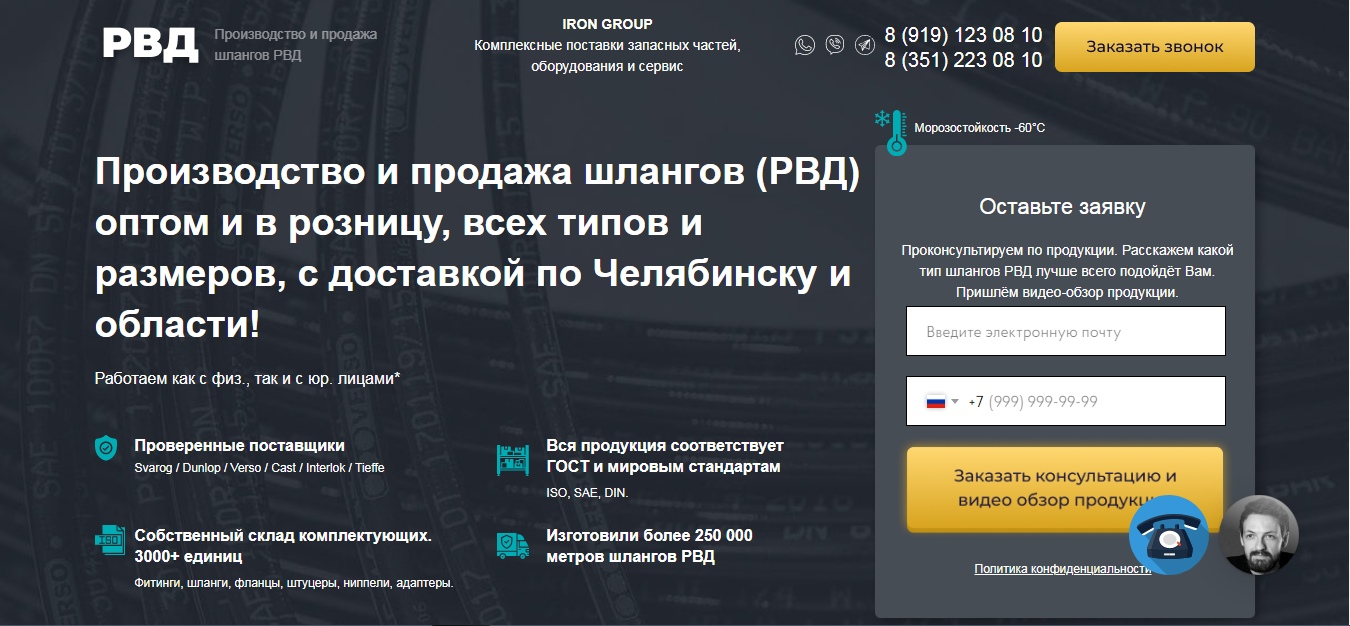 РВД
Производство и продажа
шлангов РВД
IRON GROUP
Комплексные поставки запасных частей,
оборудования и сервис
8 (919) 123 08 10
8 (351) 223 08 10
Заказать звонок
Морозостойкость -60°С
Производство и продажа шлангов (РВД)
оптом и в розницу, всех типов и
размеров, с доставкой по Челябинску и
области!
Работаем как с физ., так и с юр. лицами*
Проверенные поставщики
Svarog / Dunlop / Verso / Cast / Interlok / Tieffe
Вся продукция соответствует
ГОСТ и мировым стандартам
ISO, SAE, DIN.
ISO
Собственный склад комплектующих.
3000+ единиц
Фитинги, шланги, фланцы, штуцеры, ниппели, адаптеры.
Изготовили более 250 000
метров шлангов РВД
Оставьте заявку
Проконсультируем по продукции. Расскажем какой
тип шлангов РВД лучше всего подойдёт Вам.
Пришлём видео-обзор продукции.
Введите электронную почту
+7 (999) 999-99-99
Заказать консультацию и
видео обзор
Политика конфиденциальности